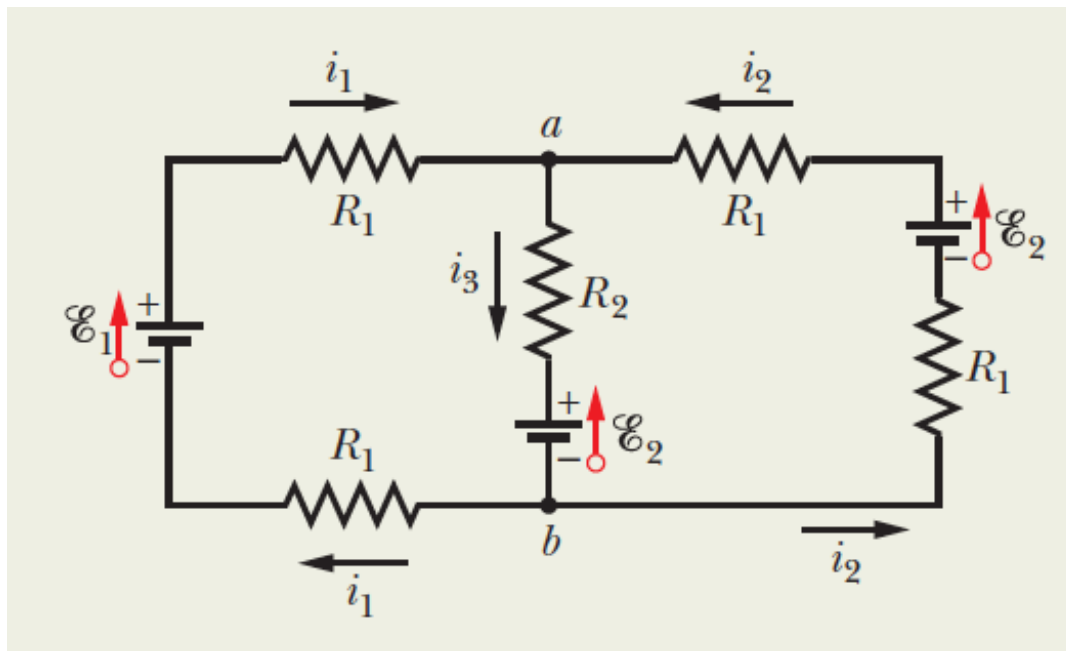 i₁
i₂
a
R₁
R₁
i₃
R₂
+
−
ℰ₂
+
−
ℰ₁
R₁
+
−
ℰ₂
R₁
b
i₁
i₂